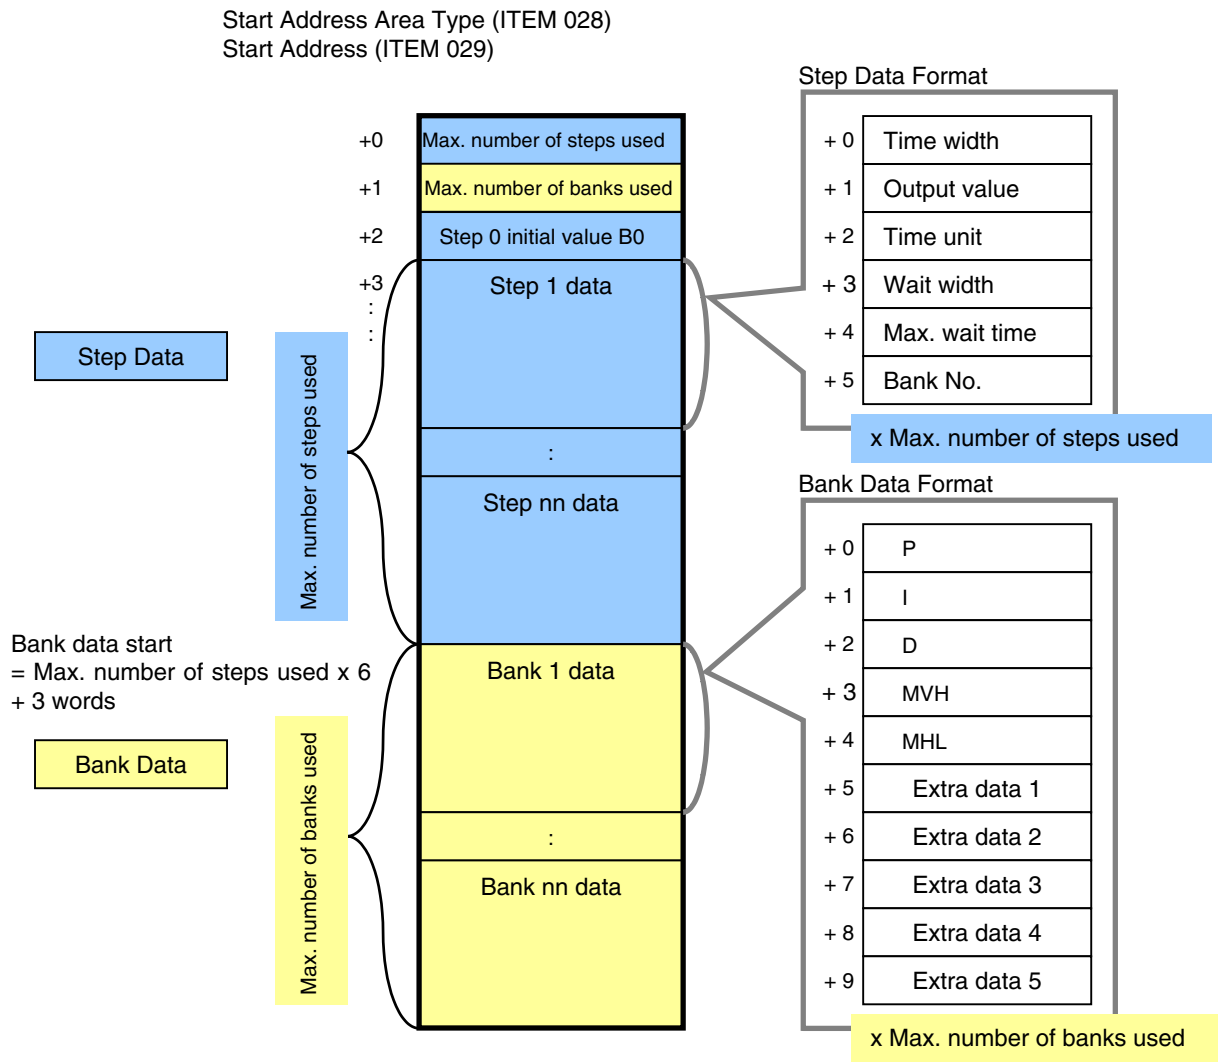 Start Address Area Type (ITEM 028)
Start Address (ITEM 029)
+0
Max. number of steps used
+1
Max. number of banks used
+2
Step 0 initial value B0
+3
:
:
Step 1 data
:
Step nn data
Bank 1 data
:
Bank nn data
Step Data
Max. number of steps used
Bank data start
= Max. number of steps used x 6
+ 3 words
Bank Data
Max. number of banks used
Step Data Format
+ 0 Time width
+ 1 Output value
+ 2 Time unit
+ 3 Wait width
+ 4 Max. wait time
+ 5 Bank No.
x Max. number of steps used
Bank Data Format
+ 0 P
+ 1 I
+ 2 D
+ 3 MVH
+ 4 MHL
+ 5 Extra data 1
+ 6 Extra data 2
+ 7 Extra data 3
+ 8 Extra data 4
+ 9 Extra data 5
x Max. number of banks used